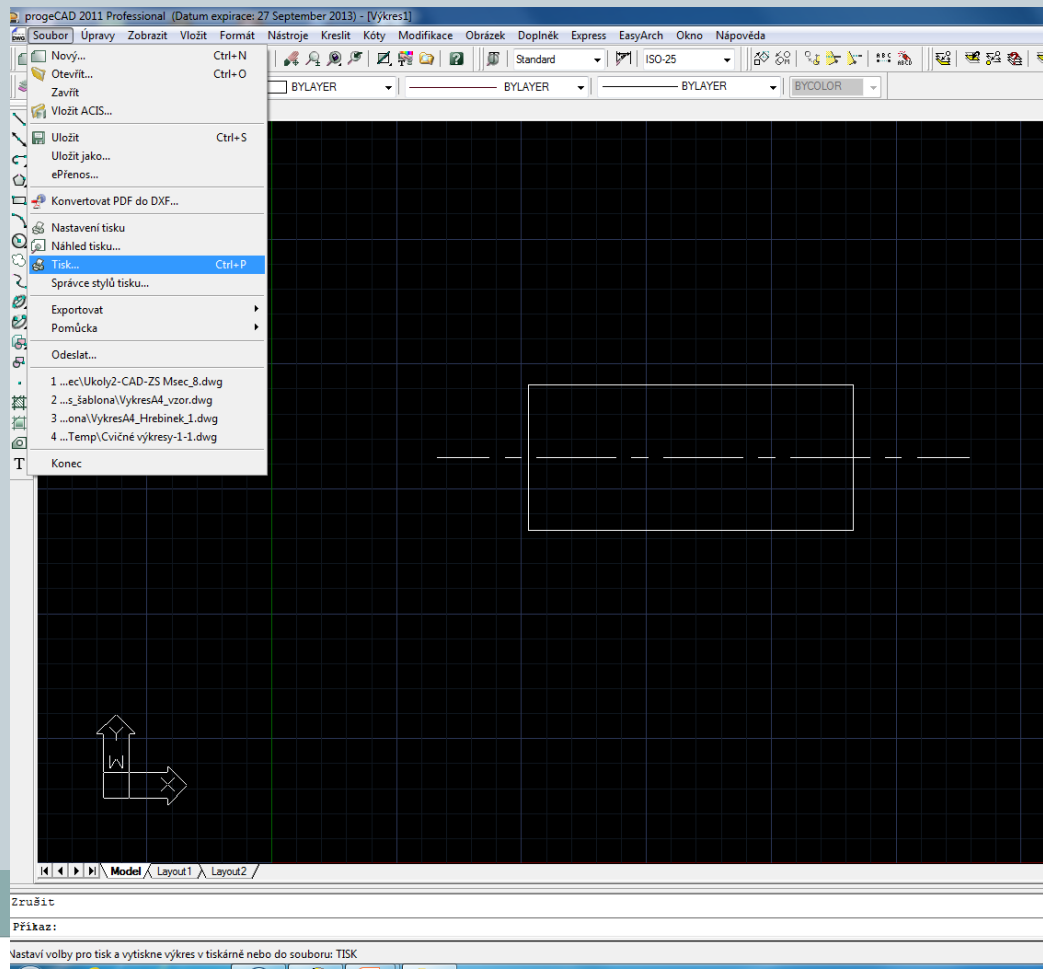 progeCAD 2011 Professional (Datum expirace: 27 September 2013) - [Výkres1]
Soubor Úpravy Zobrazit Vložit Formát Nástroje Kreslit Kóty Modifikace Obrázek Doplněk Express EasyArch Okno Nápověda
Nový... Ctrl+N
Standard ISO-25
Otevřít... Ctrl+O
Zavřít
BYLAYER BYLAYER BYLAYER BYCOLOR
Vložit ACIS...
Uložit Ctrl+S
Uložit jako...
ePřenos...
Konvertovat PDF do DXF...
Nastavení tisku
Náhled tisku...
Tisk... Ctrl+P
Správce stylů tisku...
Exportovat
Pomůcka
Odeslat...
1 ...ec\Ukoly2-CAD-ZS Msec_8.dwg
2 ...s_šablona\VykresA4_vzor.dwg
3 ...ona\VykresA4_Hrebinek_1.dwg
4 ...Temp\Cvičné výkresy-1-1.dwg
T Konec
Y
W
X
Model Layout1 Layout2
Zrušit
Příkaz:
Nastaví volby pro tisk a vytiskne výkres v tiskárně nebo do souboru: TISK